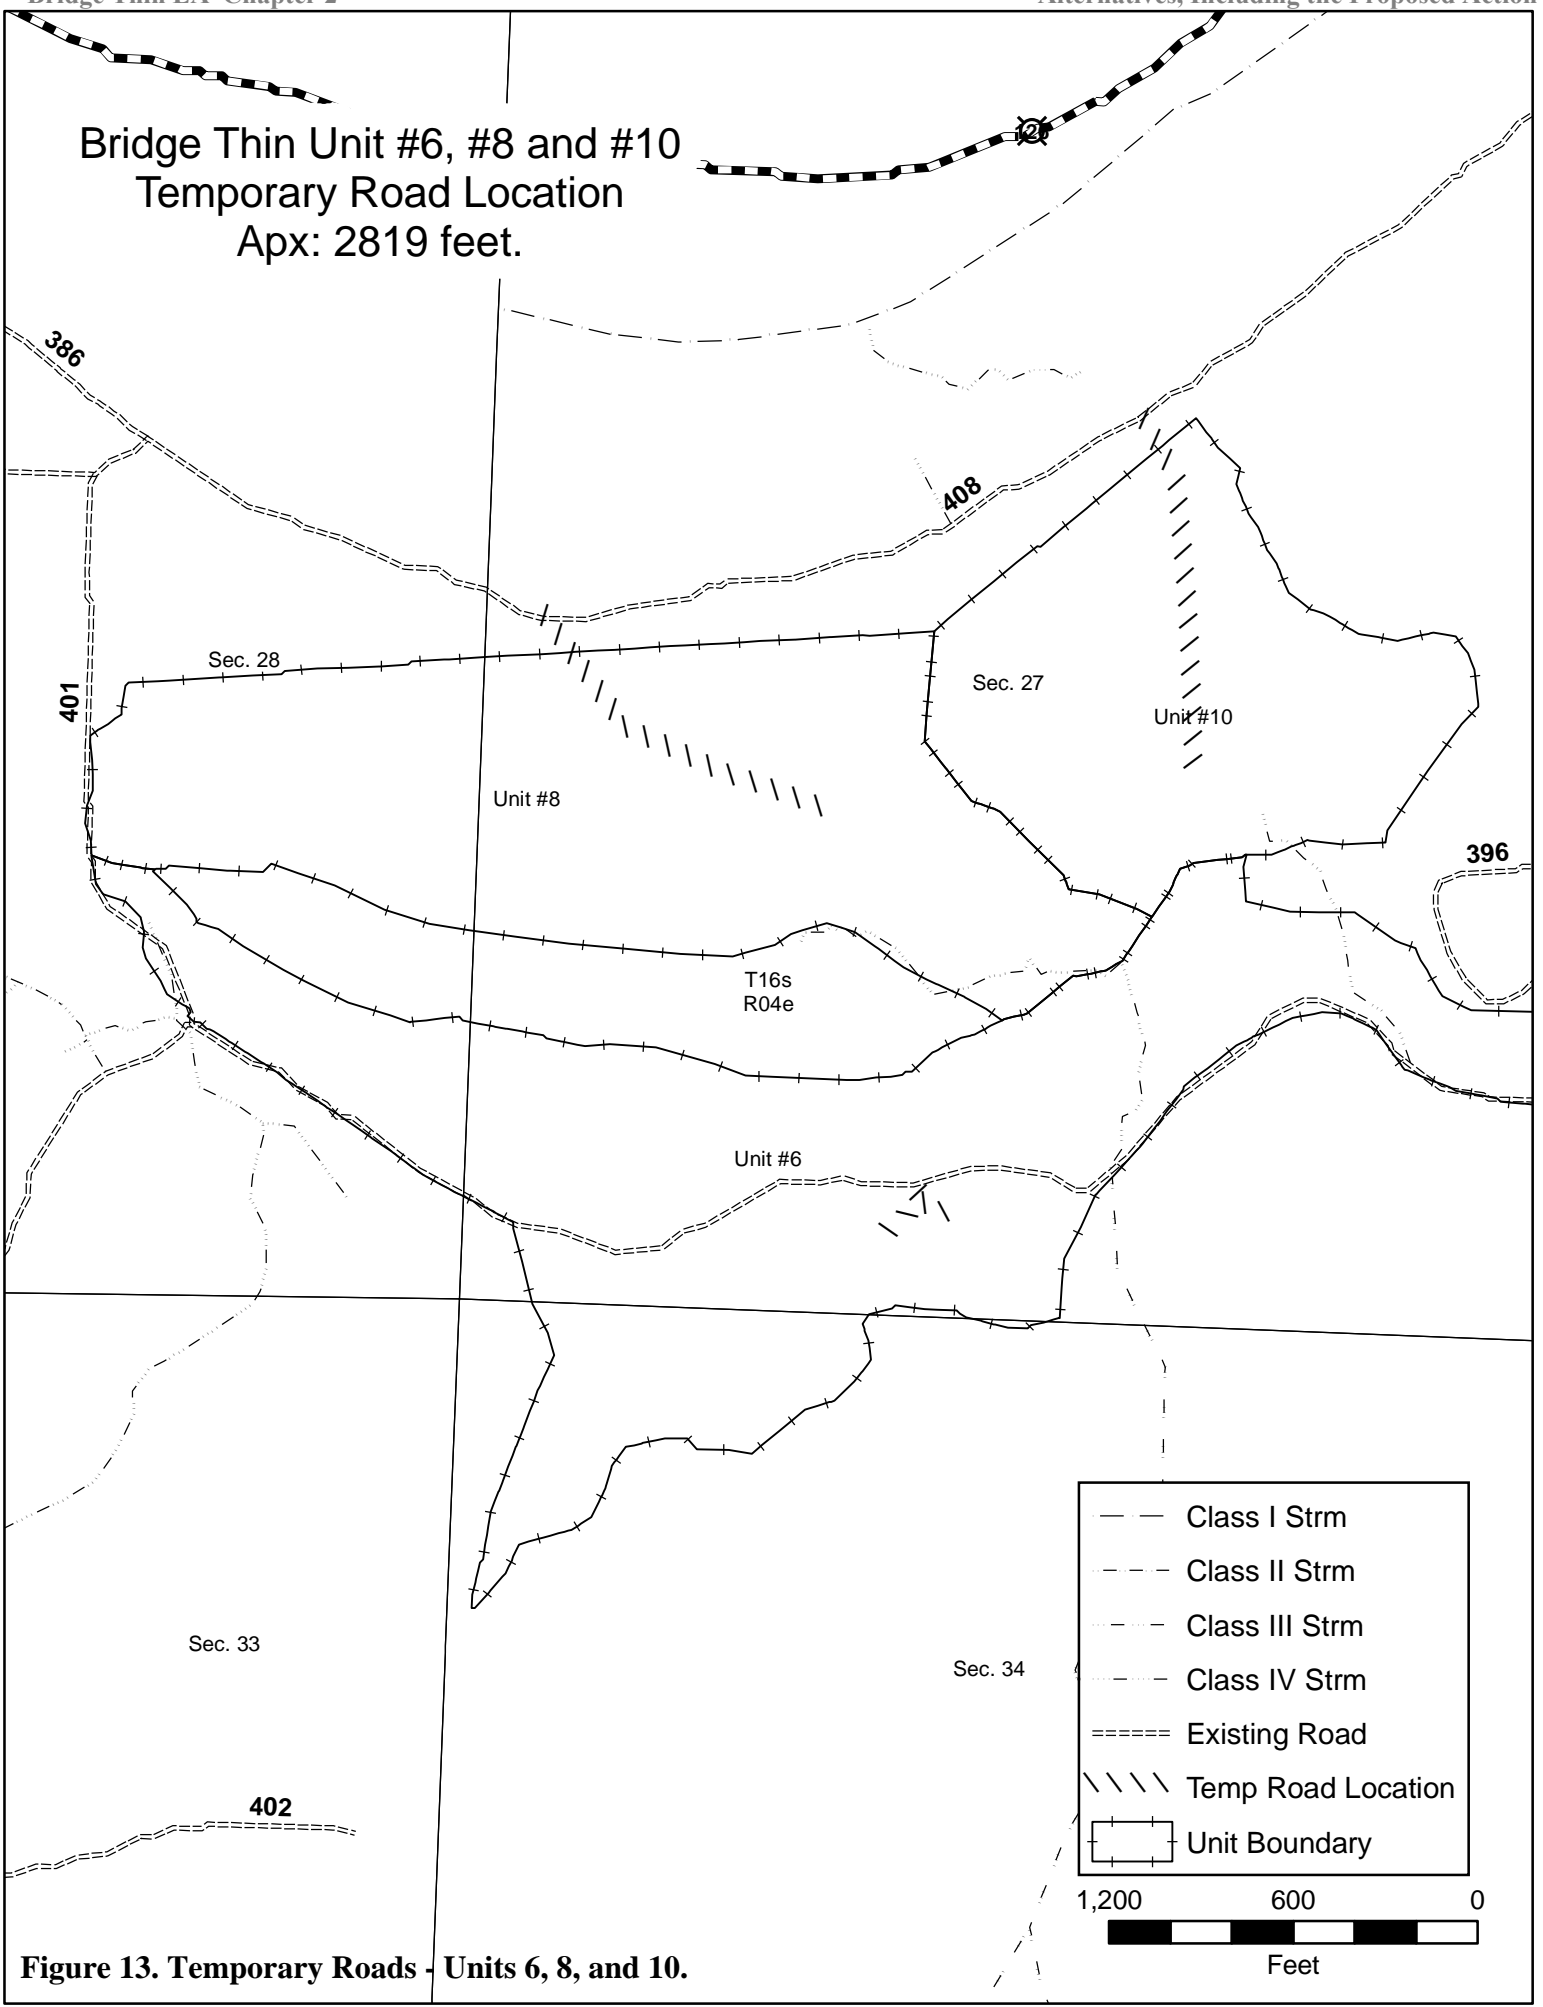 Bridge Thin EA Chapter 2
Alternatives, Including the Proposed Action
Bridge Thin Unit #6, #8 and #10
Temporary Road Location
Apx: 2819 feet.
126
386
408
401
Sec. 28
Sec. 27
Unit #10
Unit #8
396
T16s
R04e
Unit #6
Sec. 33
Sec. 34
402
Class I Strm
Class II Strm
Class III Strm
Class IV Strm
Existing Road
Temp Road Location
Unit Boundary
1,200 600 0
Feet
Figure 13. Temporary Roads - Units 6, 8, and 10.